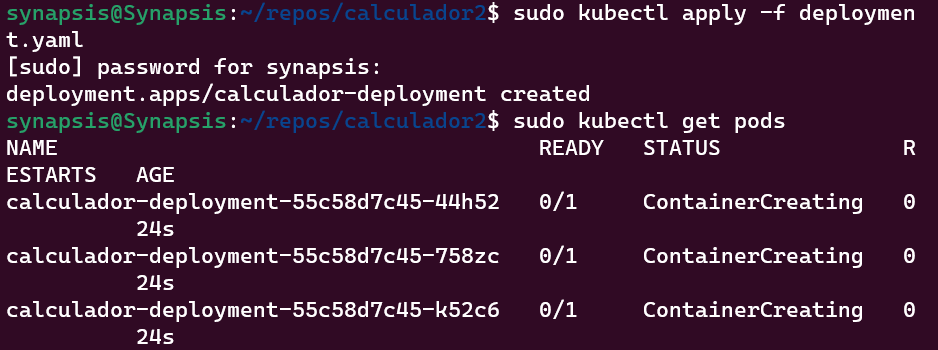 synapsis@Synapsis:~/repos/calculador2$ sudo kubectl apply -f deploymen
t.yaml
[sudo] password for synapsis:
deployment.apps/calculador-deployment created
synapsis@Synapsis:~/repos/calculador2$ sudo kubectl get pods
NAME                                     READY   STATUS              R
ESTARTS   AGE
calculador-deployment-55c58d7c45-44h52   0/1     ContainerCreating   0
          24s
calculador-deployment-55c58d7c45-758zc   0/1     ContainerCreating   0
          24s
calculador-deployment-55c58d7c45-k52c6   0/1     ContainerCreating   0
          24s